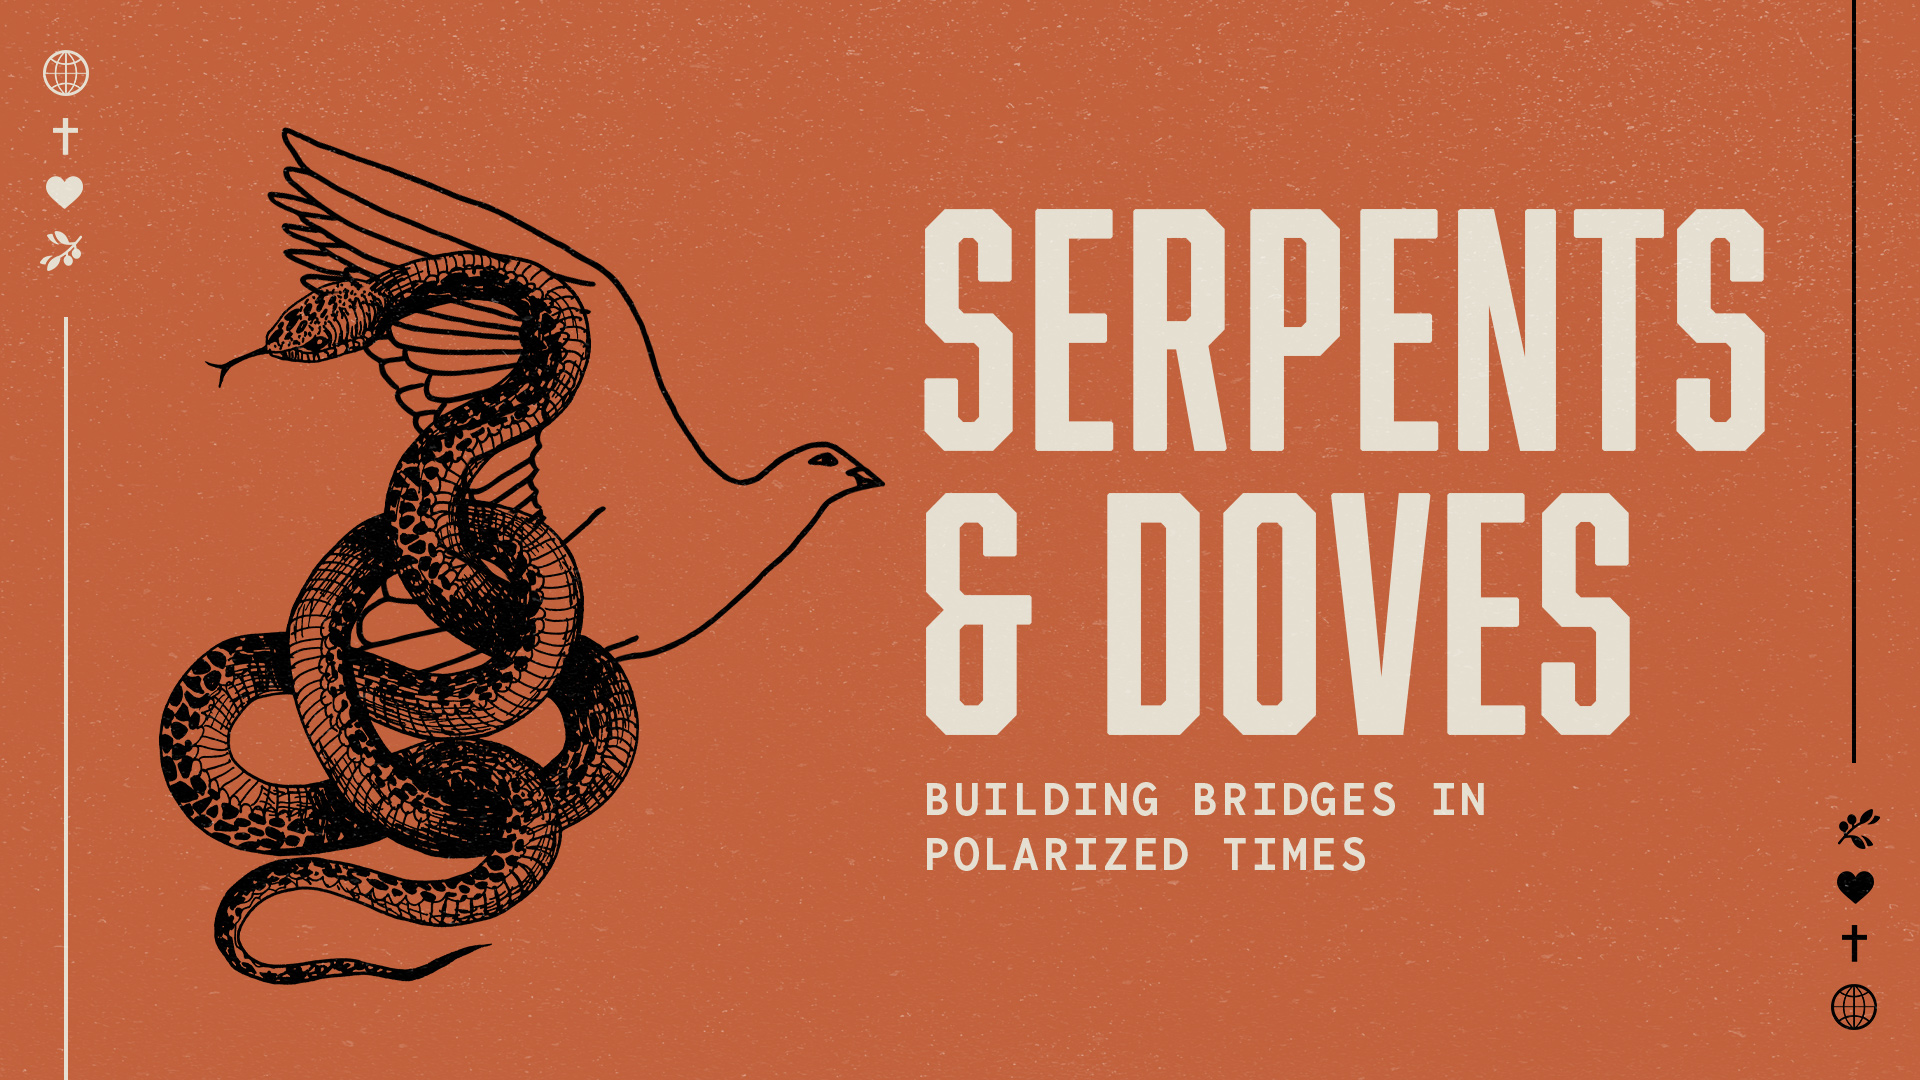 SERPENTS
& DOVES
BUILDING BRIDGES IN
POLARIZED TIMES